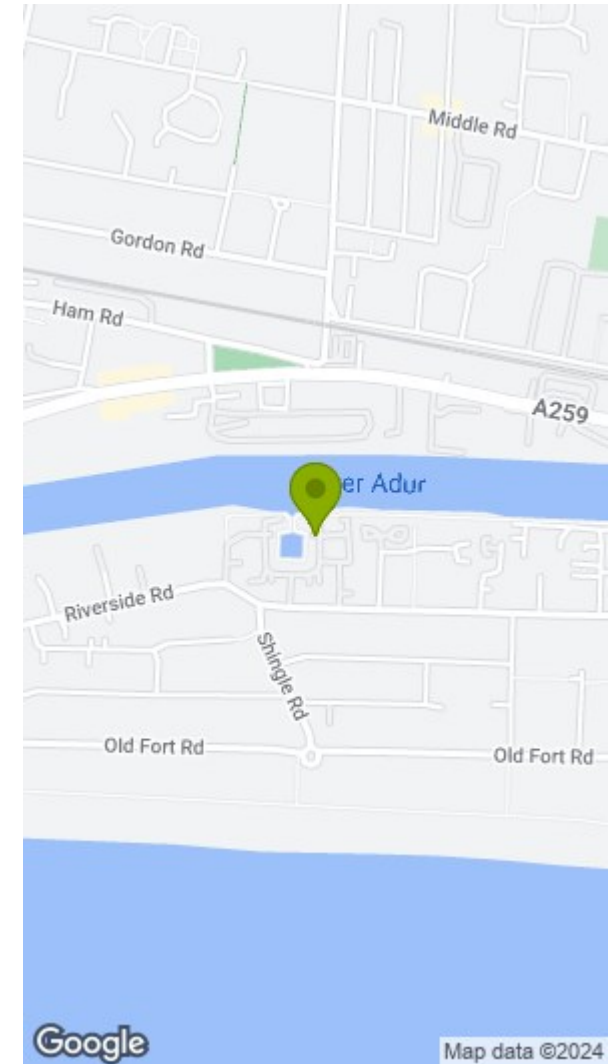 Middle Rd
Gordon Rd
Ham Rd
A259
er Adur
Riverside Rd
Shingle Rd
Old Fort Rd
Old Fort Rd
Google
Map data ©2024